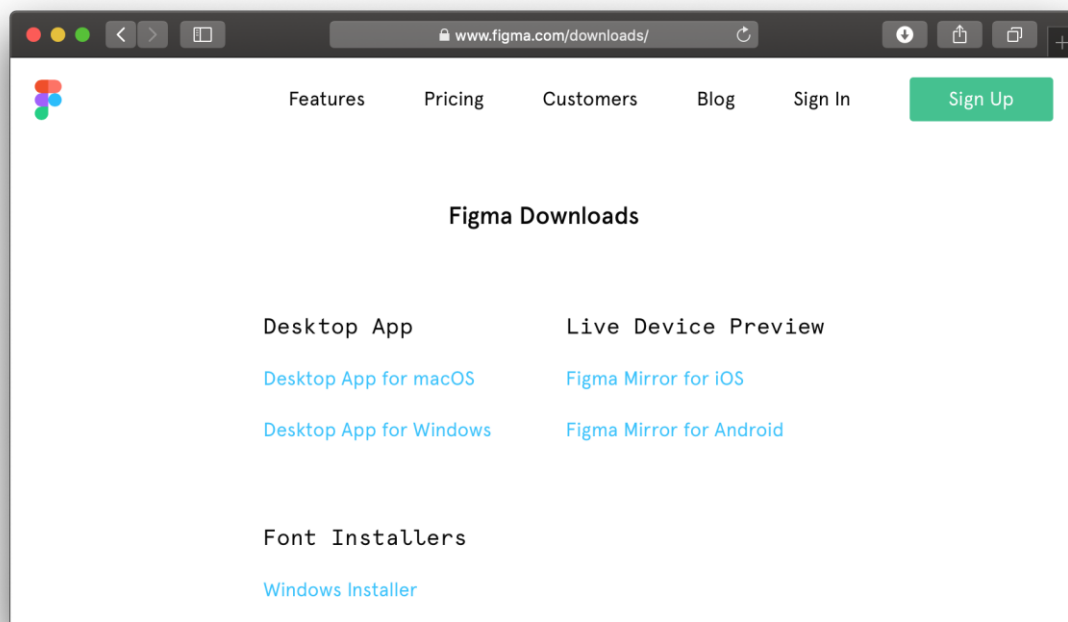 www.figma.com/downloads/
Features Pricing Customers Blog Sign In Sign Up
Figma Downloads
Desktop App
Desktop App for macOS
Desktop App for Windows
Live Device Preview
Figma Mirror for iOS
Figma Mirror for Android
Font Installers
Windows Installer